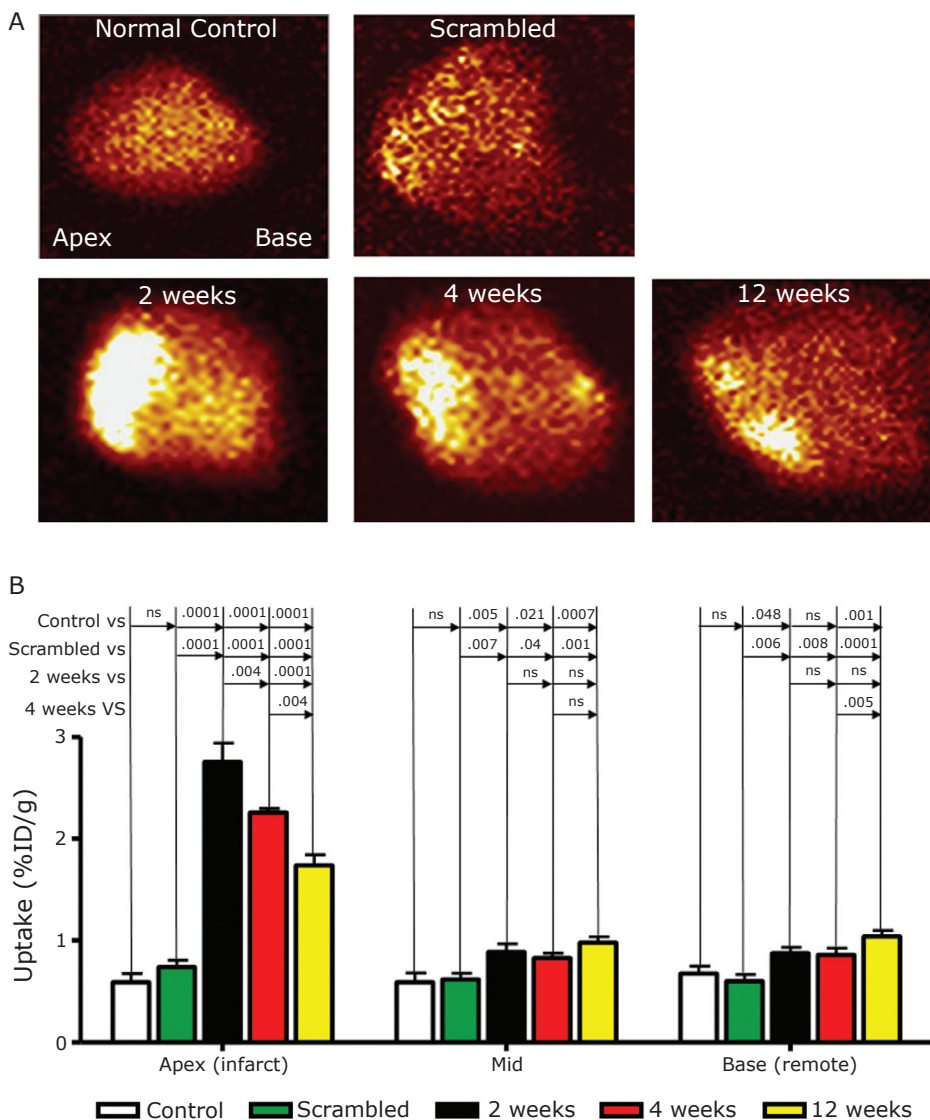 A
Normal Control
Scrambled
Apex
Base
2 weeks
4 weeks
12 weeks
B
Control vs
ns .0001 .0001 .0001
ns .005 .021 .0007
ns .048 ns .001
Scrambled vs
.0001 .0001 .0001
.007 .04 .001
.006 .008 .0001
2 weeks vs
.004 .0001
ns ns
ns ns
4 weeks VS
.004
ns
.005
Uptake (%ID/g)
3
2
1
0
Apex (infarct)
Mid
Base (remote)
Control
Scrambled
2 weeks
4 weeks
12 weeks